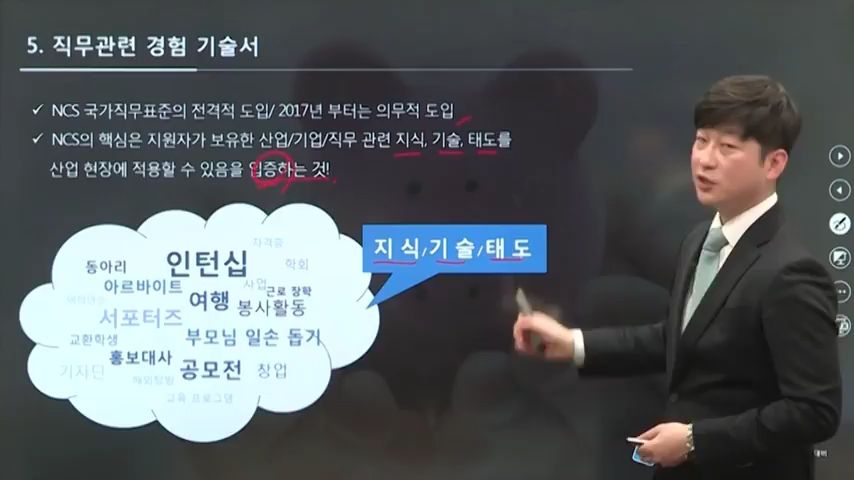 5. 직무관련 경험 기술서
✓ NCS 국가직무표준의 전격적 도입/ 2017년 부터는 의무적 도입
✓ NCS의 핵심은 지원자가 보유한 산업/기업/직무 관련 지식, 기술, 태도를
산업 현장에 적용할 수 있음을 입증하는 것!
지 식/기 술/태 도
자격증
동아리 인턴십 학회
아르바이트 사업 근로 장학
여행 봉사활동
서포터즈
교환학생 부모님 일손 돕기
홍보대사
기자단 공모전 창업
해외탐방
교육 프로그램